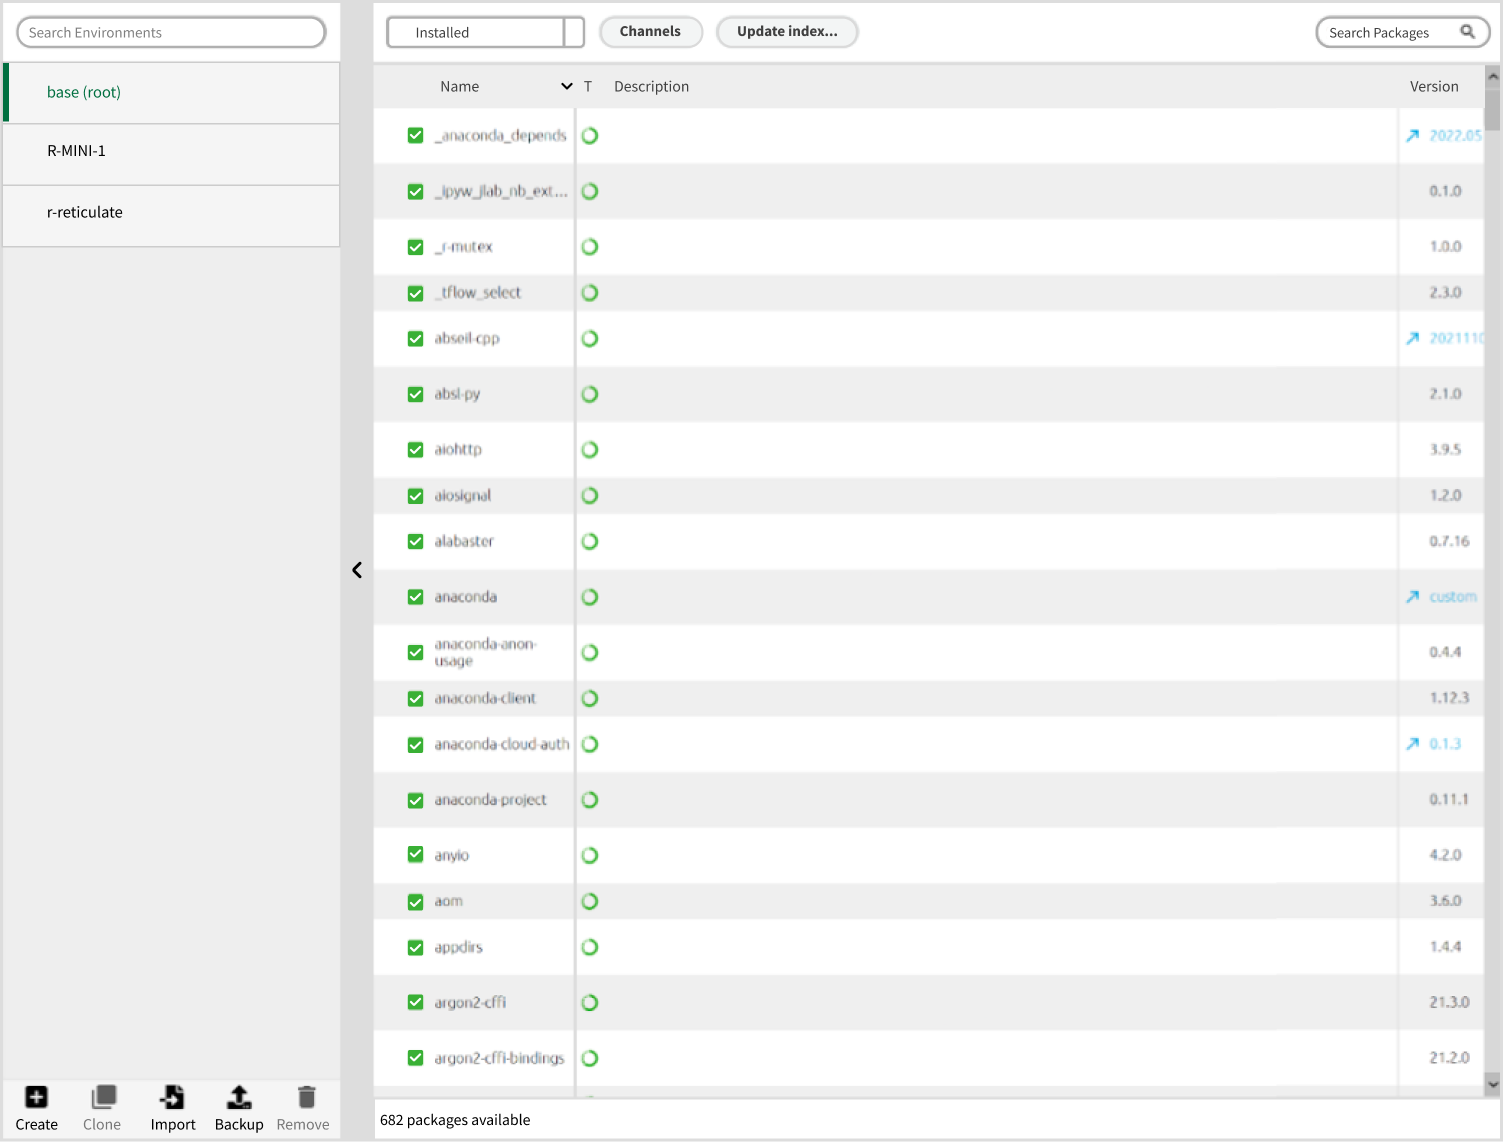 Search Environments
base (root)
R-MINI-1
r-reticulate
Create Clone Import Backup Remove
Installed Channels Update index... Search Packages
Name T Description Version
_anaconda_depends 2022.05
_ipyw_jlab_nb_ext... 0.1.0
_r-mutex 1.0.0
_tflow_select 2.3.0
abseil-cpp 2021110
absl-py 2.1.0
aiohttp 3.9.5
aiosignal 1.2.0
alabaster 0.7.16
anaconda custom
anaconda-anon-
usage 0.4.4
anaconda-client 1.12.3
anaconda-cloud-auth 0.1.3
anaconda-project 0.11.1
anyio 4.2.0
aom 3.6.0
appdirs 1.4.4
argon2-cffi 21.3.0
argon2-cffi-bindings 21.2.0
682 packages available